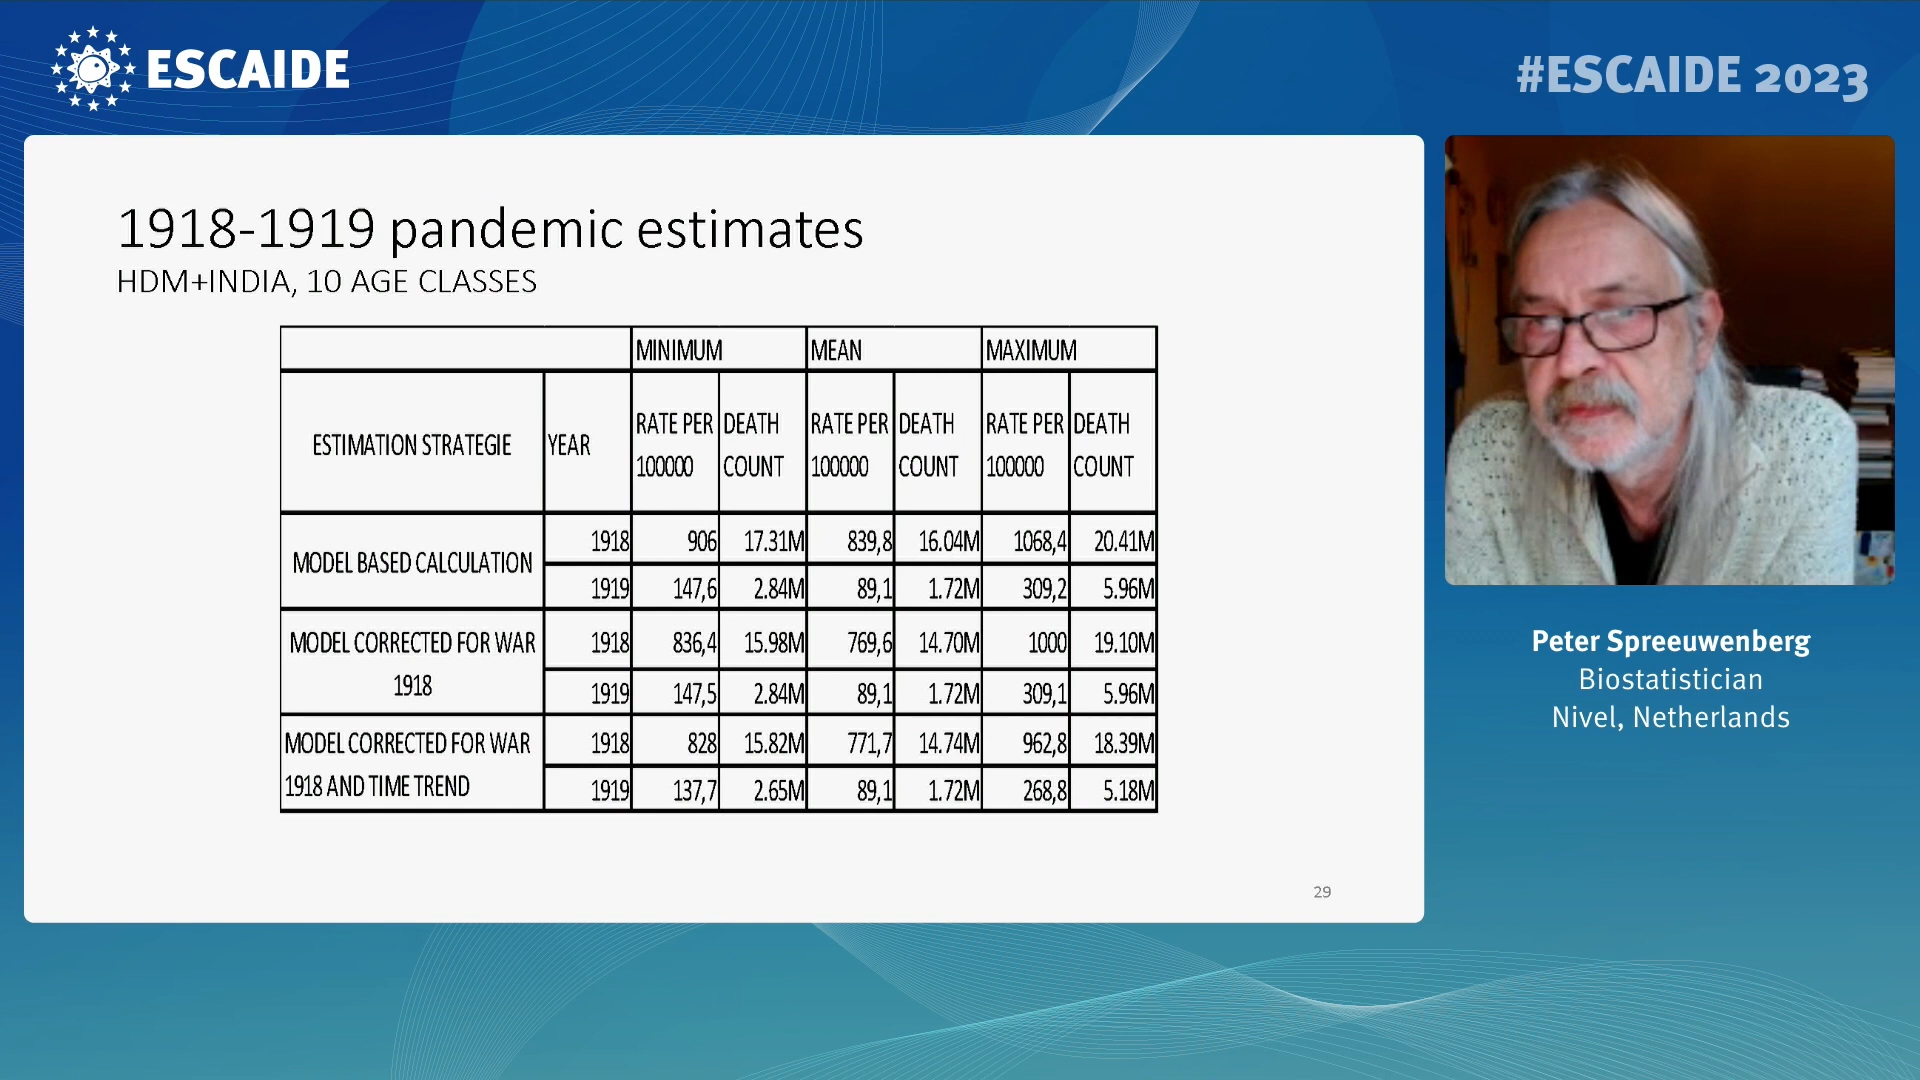 ESCAIDE
#ESCAIDE 2023
1918-1919 pandemic estimates
HDM+INDIA, 10 AGE CLASSES
MINIMUM MEAN MAXIMUM
ESTIMATION STRATEGIE YEAR RATE PER 100000 DEATH COUNT RATE PER 100000 DEATH COUNT RATE PER 100000 DEATH COUNT
MODEL BASED CALCULATION 1918 906 17.31M 839,8 16.04M 1068,4 20.41M
1919 147,6 2.84M 89,1 1.72M 309,2 5.96M
MODEL CORRECTED FOR WAR 1918 1918 836,4 15.98M 769,6 14.70M 1000 19.10M
1919 147,5 2.84M 89,1 1.72M 309,1 5.96M
MODEL CORRECTED FOR WAR 1918 AND TIME TREND 1918 828 15.82M 771,7 14.74M 962,8 18.39M
1919 137,7 2.65M 89,1 1.72M 268,8 5.18M
29
Peter Spreeuwenberg
Biostatistician
Nivel, Netherlands